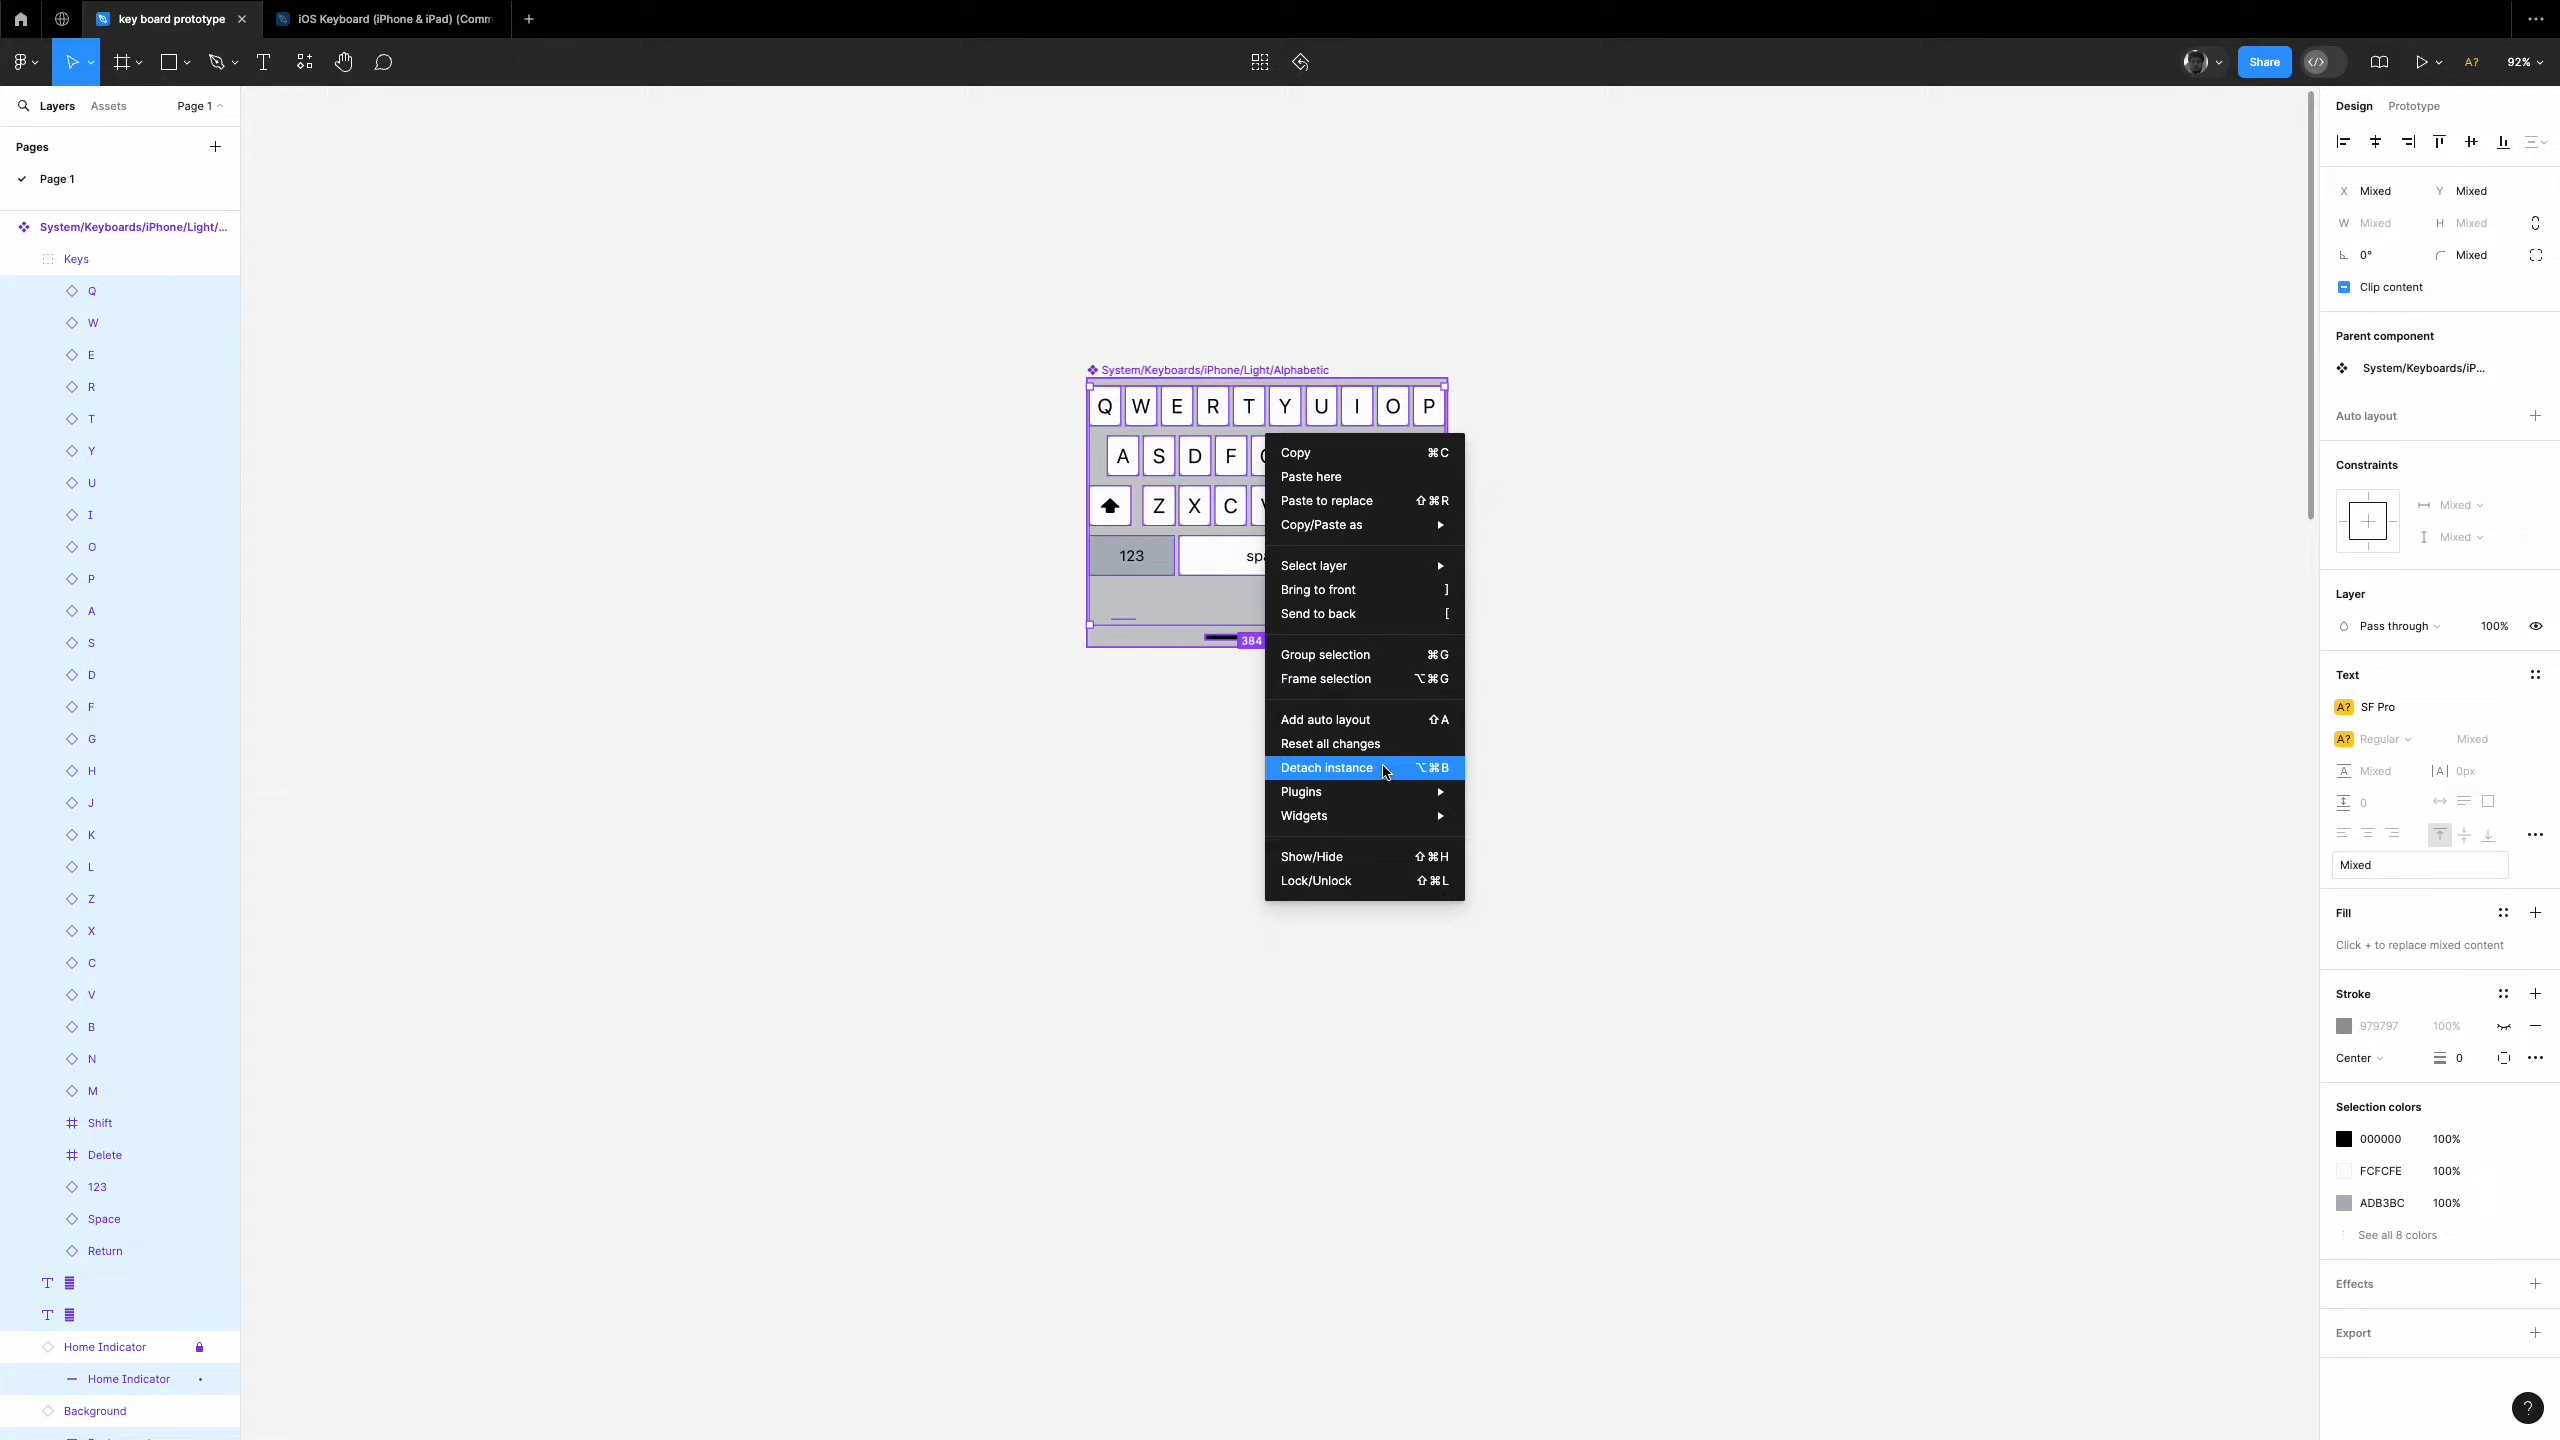 key board prototype
iOS Keyboard (iPhone & iPad) (Comm
Share
A?
92%
Layers Assets Page 1
Pages
Page 1
System/Keyboards/iPhone/Light/...
Keys
Q
W
E
R
T
Y
U
I
O
P
A
S
D
F
G
H
J
K
L
Z
X
C
V
B
N
M
Shift
Delete
123
Space
Return
Home Indicator
Home Indicator
Background
System/Keyboards/iPhone/Light/Alphabetic
Q W E R T Y U I O P
A S D F
Z X C
123 spa
384
Copy ⌘C
Paste here
Paste to replace ⇧⌘R
Copy/Paste as
Select layer
Bring to front ]
Send to back [
Group selection ⌘G
Frame selection ⌥⌘G
Add auto layout ⇧A
Reset all changes
Detach instance ⌥⌘B
Plugins
Widgets
Show/Hide ⇧⌘H
Lock/Unlock ⇧⌘L
Design Prototype
X Mixed Y Mixed
W Mixed H Mixed
0° Mixed
Clip content
Parent component
System/Keyboards/iP...
Auto layout
Constraints
Mixed
Mixed
Layer
Pass through 100%
Text
A? SF Pro
A? Regular Mixed
Mixed |A| 0px
0
Mixed
Fill
Click + to replace mixed content
Stroke
979797 100%
Center 0
Selection colors
000000 100%
FCFCFE 100%
ADB3BC 100%
See all 8 colors
Effects
Export
?